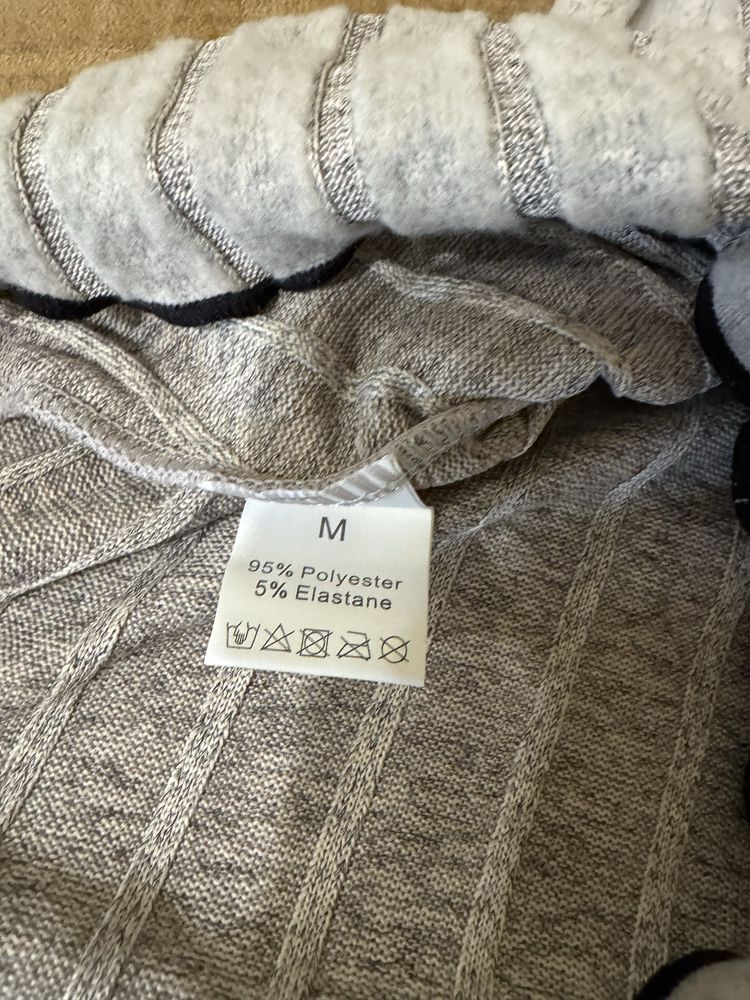 M
95% Polyester
5% Elastane